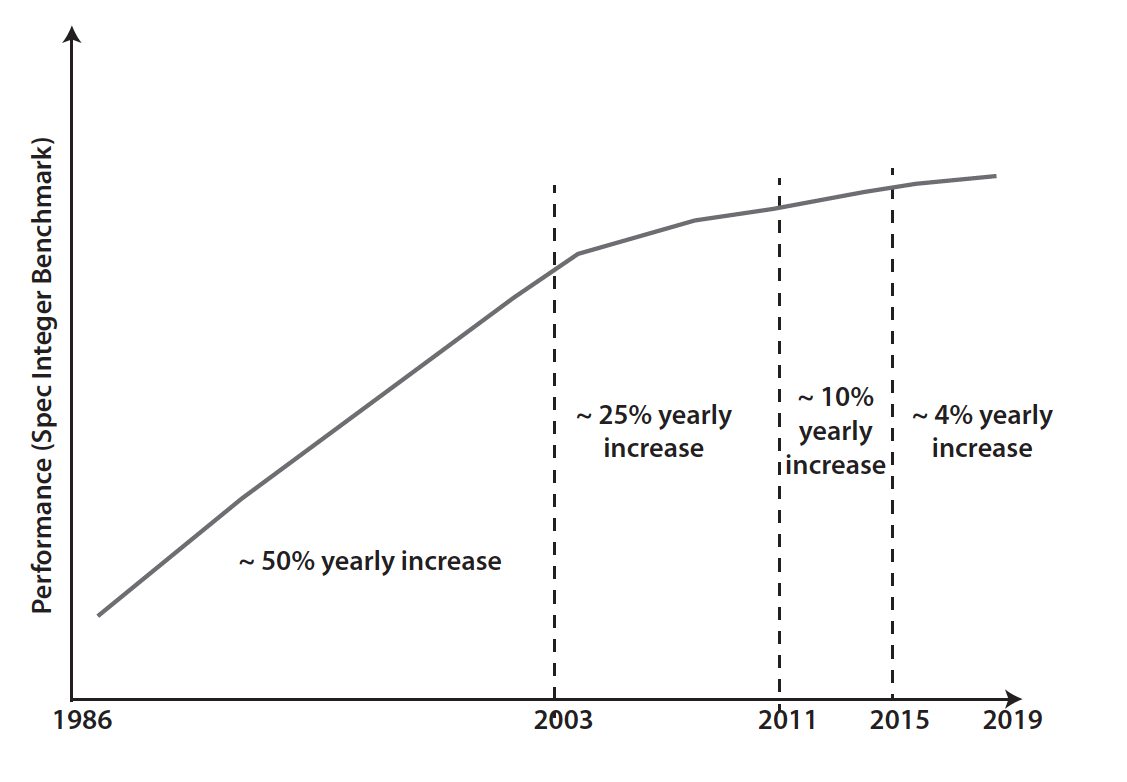 Performance (Spec Integer Benchmark)
~ 50% yearly increase
~ 25% yearly
increase
~ 10%
yearly
increase
~ 4% yearly
increase
1986 2003 2011 2015 2019